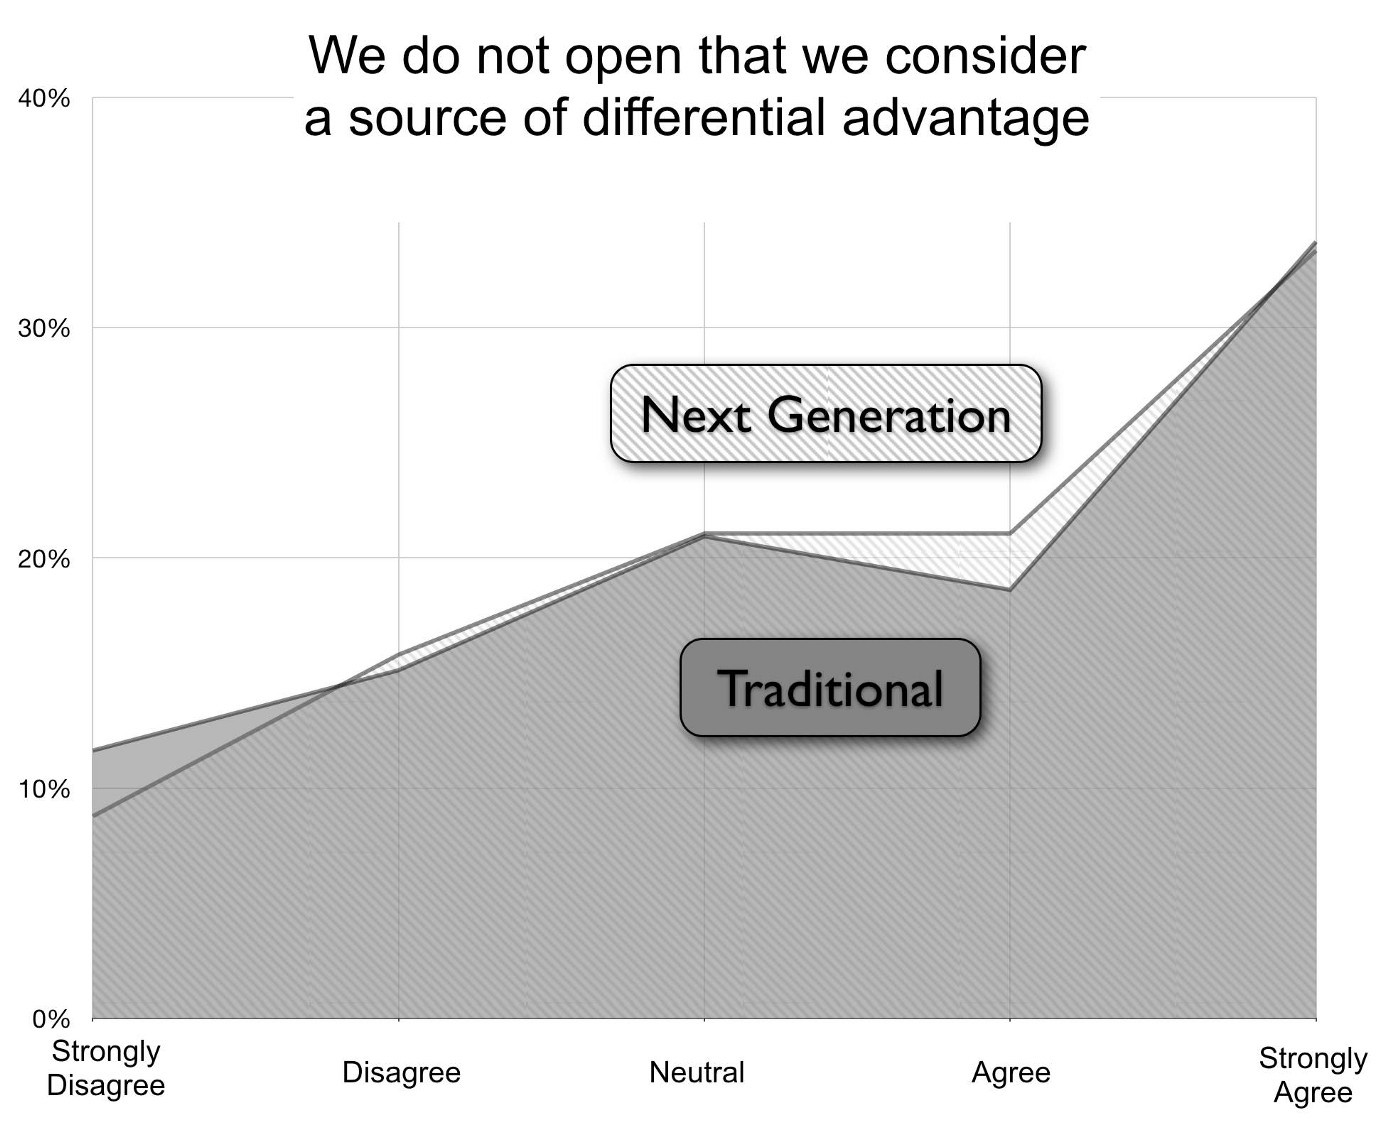 We do not open that we consider
a source of differential advantage
40%
30%
20%
10%
0%
Next Generation
Traditional
Strongly
Disagree
Disagree
Neutral
Agree
Strongly
Agree